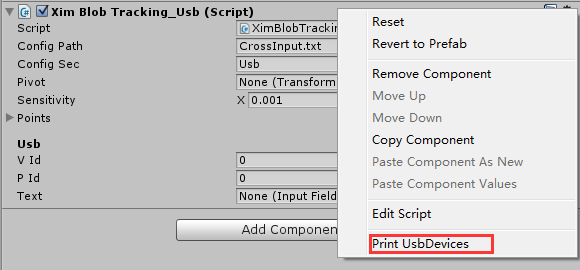 Xim Blob Tracking_Usb (Script)
Script XimBlobTrackin
Config Path CrossInput.txt
Config Sec Usb
Pivot None (Transform
Sensitivity X 0.001
Points
Usb
V Id 0
P Id 0
Text None (Input Field
Add Componen
Reset
Revert to Prefab
Remove Component
Move Up
Move Down
Copy Component
Paste Component As New
Paste Component Values
Edit Script
Print UsbDevices